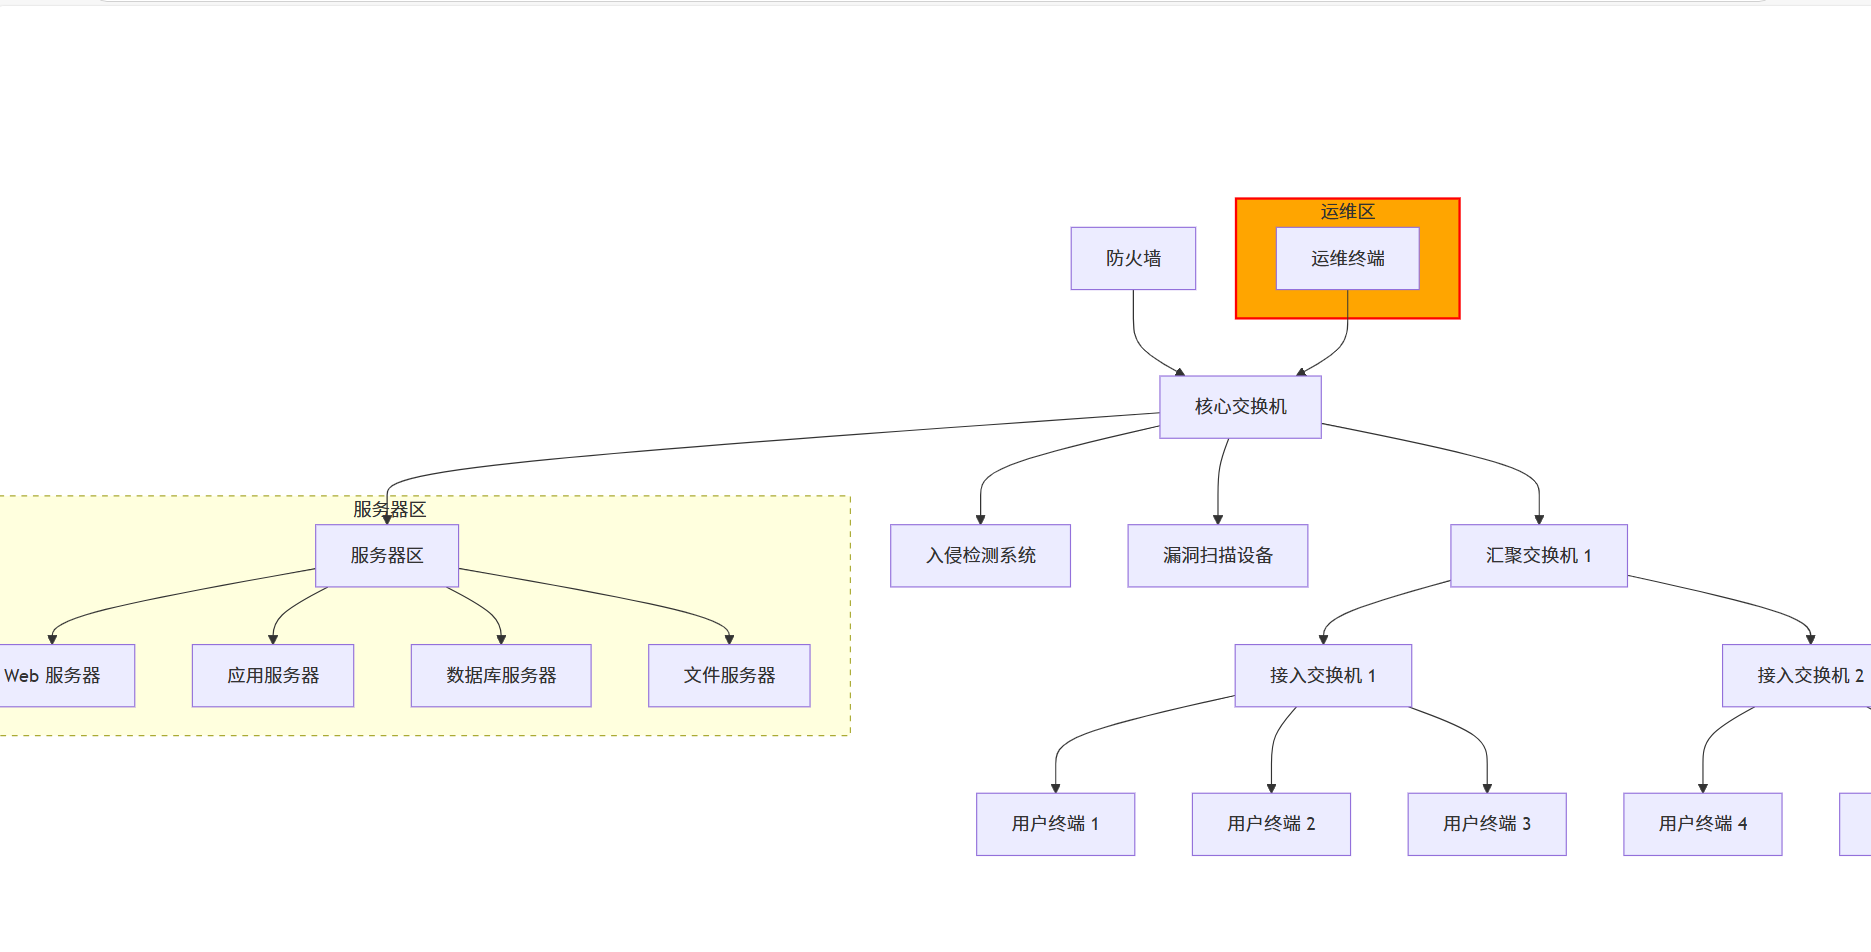 运维区
防火墙
运维终端
核心交换机
服务器区
服务器区
入侵检测系统
漏洞扫描设备
汇聚交换机 1
Web 服务器
应用服务器
数据库服务器
文件服务器
接入交换机 1
接入交换机 2
用户终端 1
用户终端 2
用户终端 3
用户终端 4